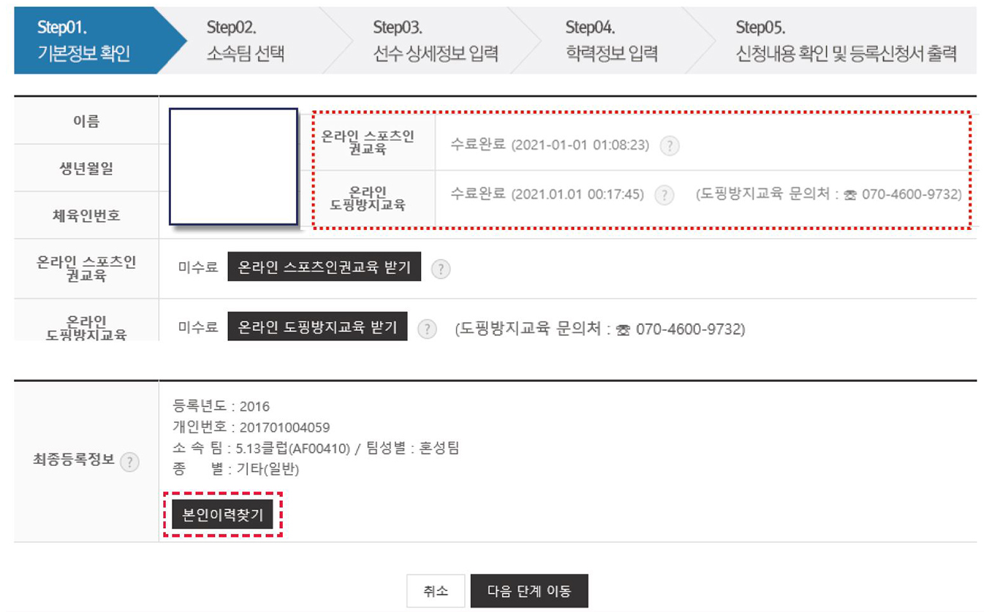 Step01.
기본정보 확인
Step02.
소속팀 선택
Step03.
선수 상세정보 입력
Step04.
학력정보 입력
Step05.
신청내용 확인 및 등록신청서 출력
이름
생년월일
체육인번호
온라인 스포츠인
권교육
수료완료 (2021-01-01 01:08:23) ?
온라인
도핑방지교육
수료완료 (2021.01.01 00:17:45) ? (도핑방지교육 문의처 : ☎ 070-4600-9732)
온라인 스포츠인
권교육
미수료 온라인 스포츠인권교육 받기 ?
온라인
도핑방지교육
미수료 온라인 도핑방지교육 받기 ? (도핑방지교육 문의처 : ☎ 070-4600-9732)
최종등록정보 ?
등록년도 : 2016
개인번호 : 201701004059
소 속 팀 : 5.13클럽(AF00410) / 팀성별 : 혼성팀
종 별 : 기타(일반)
본인이력찾기
취소 다음 단계 이동